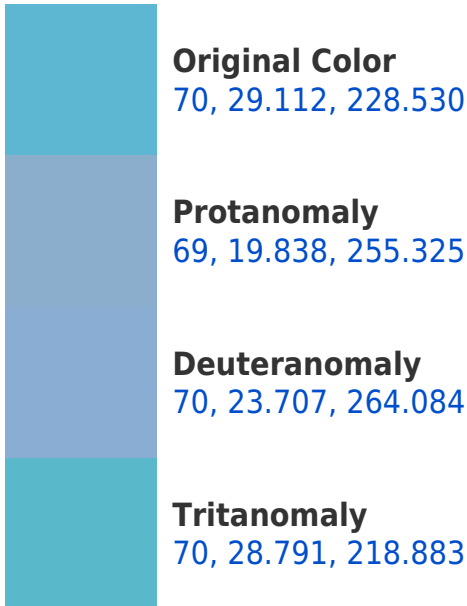 Original Color
70, 29.112, 228.530
Protanomaly
69, 19.838, 255.325
Deuteranomaly
70, 23.707, 264.084
Tritanomaly
70, 28.791, 218.883